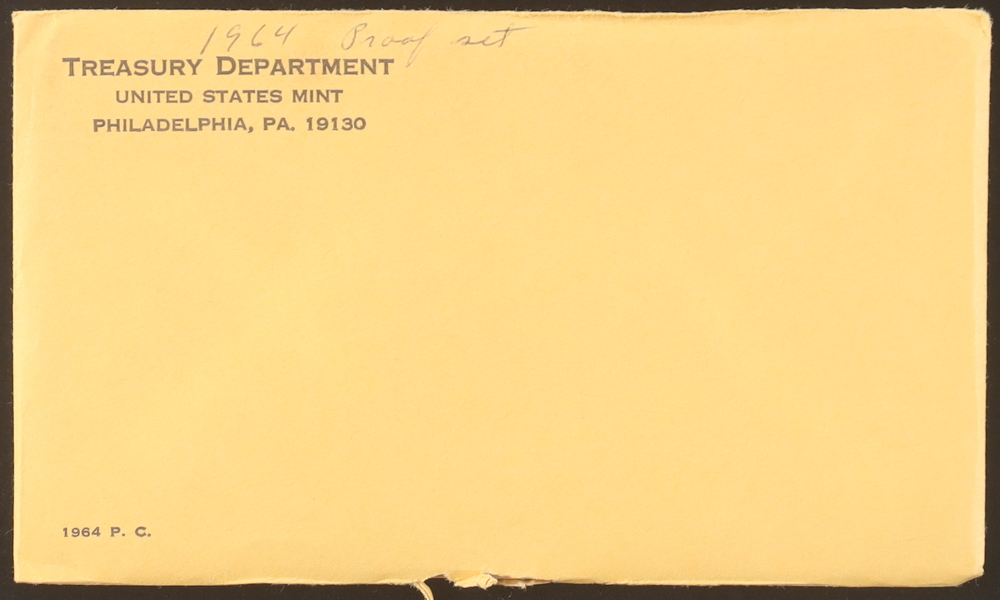 1964 Proof set
TREASURY DEPARTMENT
UNITED STATES MINT
PHILADELPHIA, PA. 19130
1964 P. C.